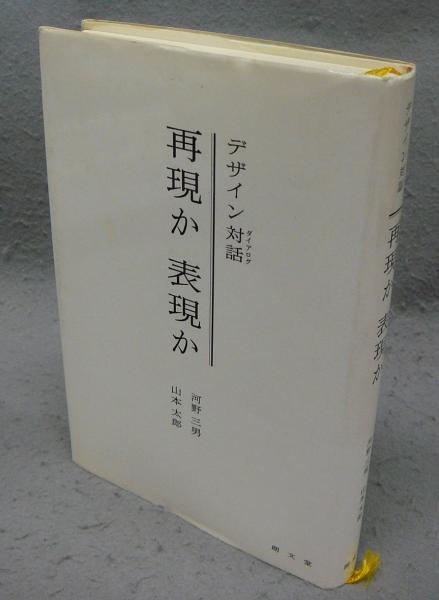 デザイン対話
ダイアログ
再現か 表現か
河野三男
山本太郎
朗文堂
デザイン対話
再現か 表現か